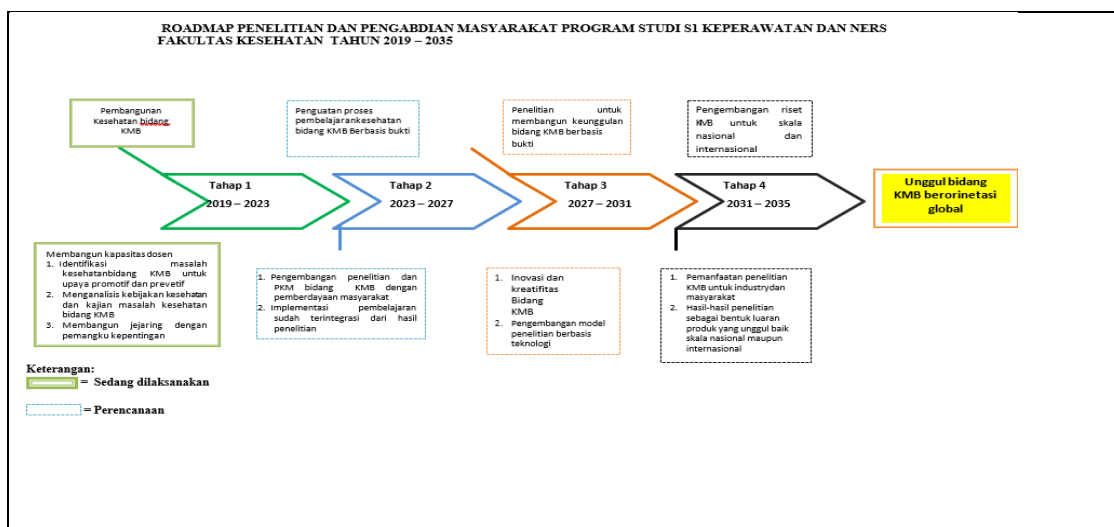 ROADMAP PENELITIAN DAN PENGABDIAN MASYARAKAT PROGRAM STUDI S1 KEPERAWATAN DAN NERS
FAKULTAS KESEHATAN TAHUN 2019 – 2035
Pembangunan
Kesehatan bidang
KMB
Penguatan proses
pembelajarankesehatan
bidang KMB Berbasis bukti
Penelitian untuk
membangun keunggulan
bidang KMB berbasis
bukti
Pengembangan riset
KMB untuk skala
nasional dan
internasional
Tahap 1
2019 – 2023
Tahap 2
2023 – 2027
Tahap 3
2027 – 2031
Tahap 4
2031 – 2035
Unggul bidang
KMB berorinetasi
global
Membangun kapasitas dosen
1. Identifikasi masalah
kesehatanbidang KMB untuk
upaya promotif dan prevetif
2. Menganalisis kebijakan kesehatan
dan kajian masalah kesehatan
bidang KMB
3. Membangun jejaring dengan
pemangku kepentingan
1. Pengembangan penelitian dan
PKM bidang KMB dengan
pemberdayaan masyarakat
2. Implementasi pembelajaran
sudah terintegrasi dari hasil
penelitian
1. Inovasi dan
kreatifitas
Bidang
KMB
2. Pengembangan model
penelitian berbasis
teknologi
1. Pemanfaatan penelitian
KMB untuk industrydan
masyarakat
2. Hasil-hasil penelitian
sebagai bentuk luaran
produk yang unggul baik
skala nasional maupun
internasional
Keterangan:
= Sedang dilaksanakan
= Perencanaan